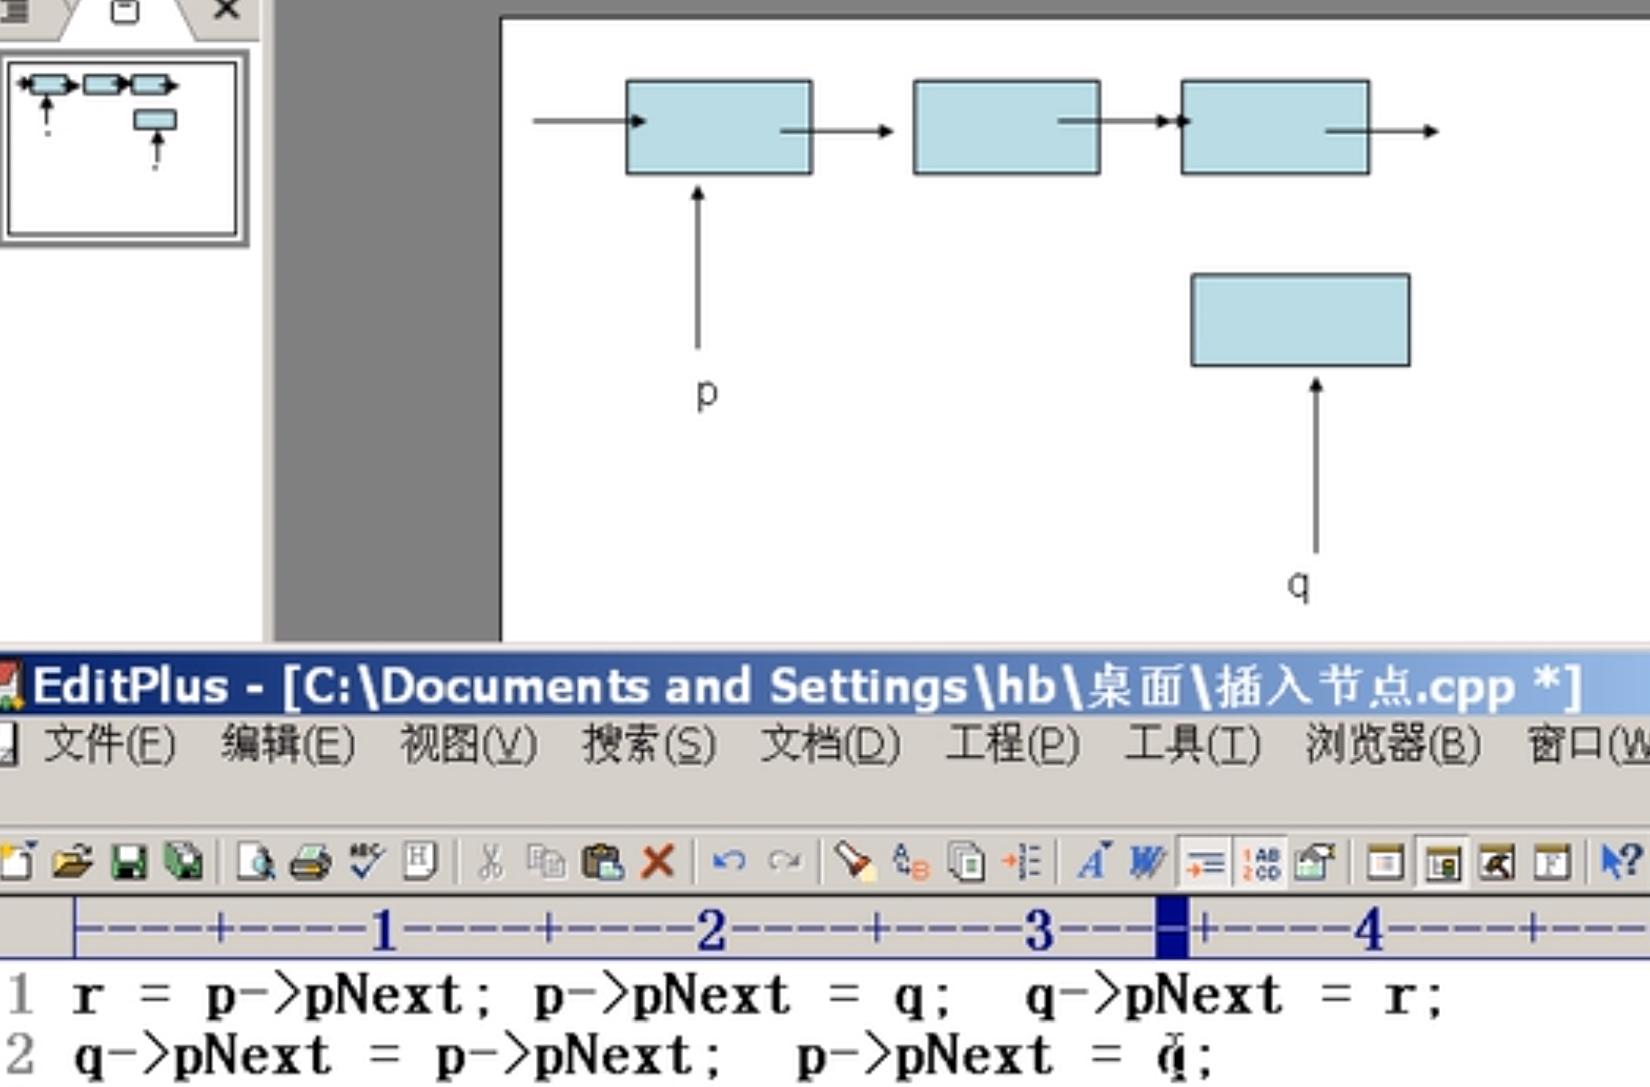 p
q
EditPlus - [C:\Documents and Settings\hb\桌面\插入节点.cpp *]
文件(F) 编辑(E) 视图(V) 搜索(S) 文档(D) 工程(P) 工具(T) 浏览器(B) 窗口(W
----+----1----+----2----+----3----+----4----+----
1 r = p->pNext; p->pNext = q; q->pNext = r;
2 q->pNext = p->pNext; p->pNext = q;